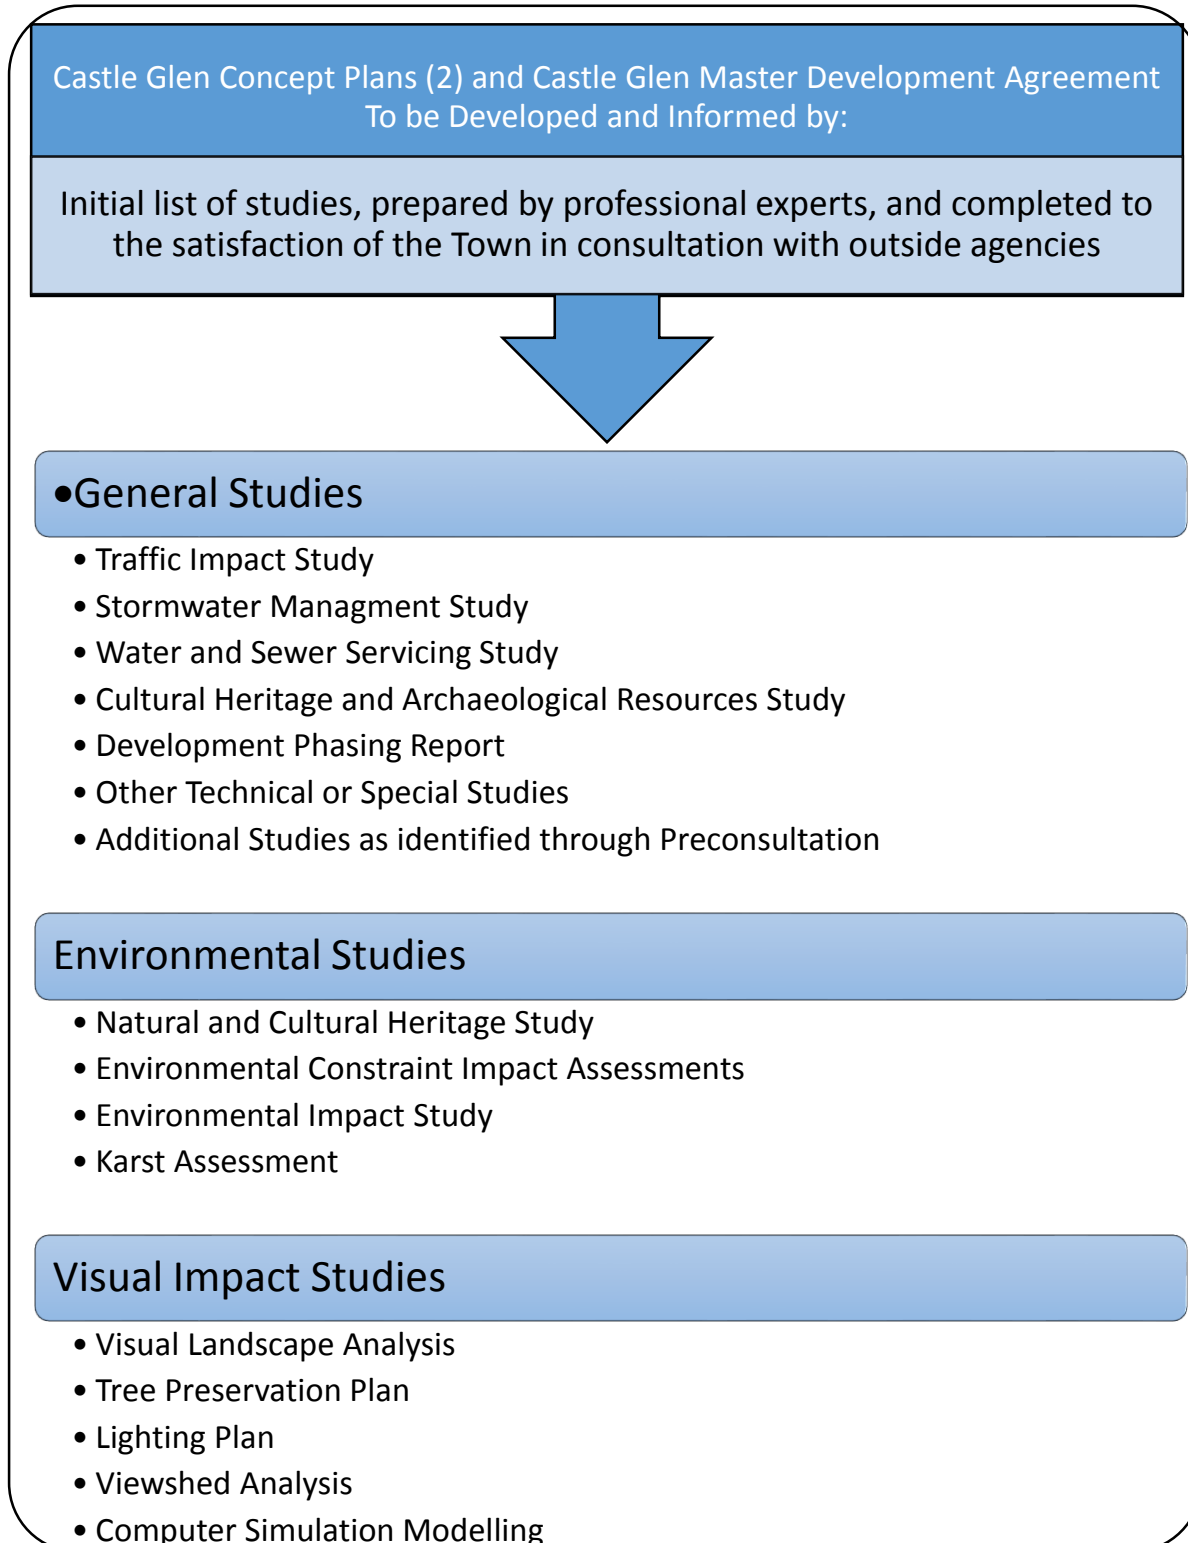 Castle Glen Concept Plans (2) and Castle Glen Master Development Agreement
To be Developed and Informed by:
Initial list of studies, prepared by professional experts, and completed to
the satisfaction of the Town in consultation with outside agencies
•General Studies
• Traffic Impact Study
• Stormwater Managment Study
• Water and Sewer Servicing Study
• Cultural Heritage and Archaeological Resources Study
• Development Phasing Report
• Other Technical or Special Studies
• Additional Studies as identified through Preconsultation
Environmental Studies
• Natural and Cultural Heritage Study
• Environmental Constraint Impact Assessments
• Environmental Impact Study
• Karst Assessment
Visual Impact Studies
• Visual Landscape Analysis
• Tree Preservation Plan
• Lighting Plan
• Viewshed Analysis
• Computer Simulation Modelling